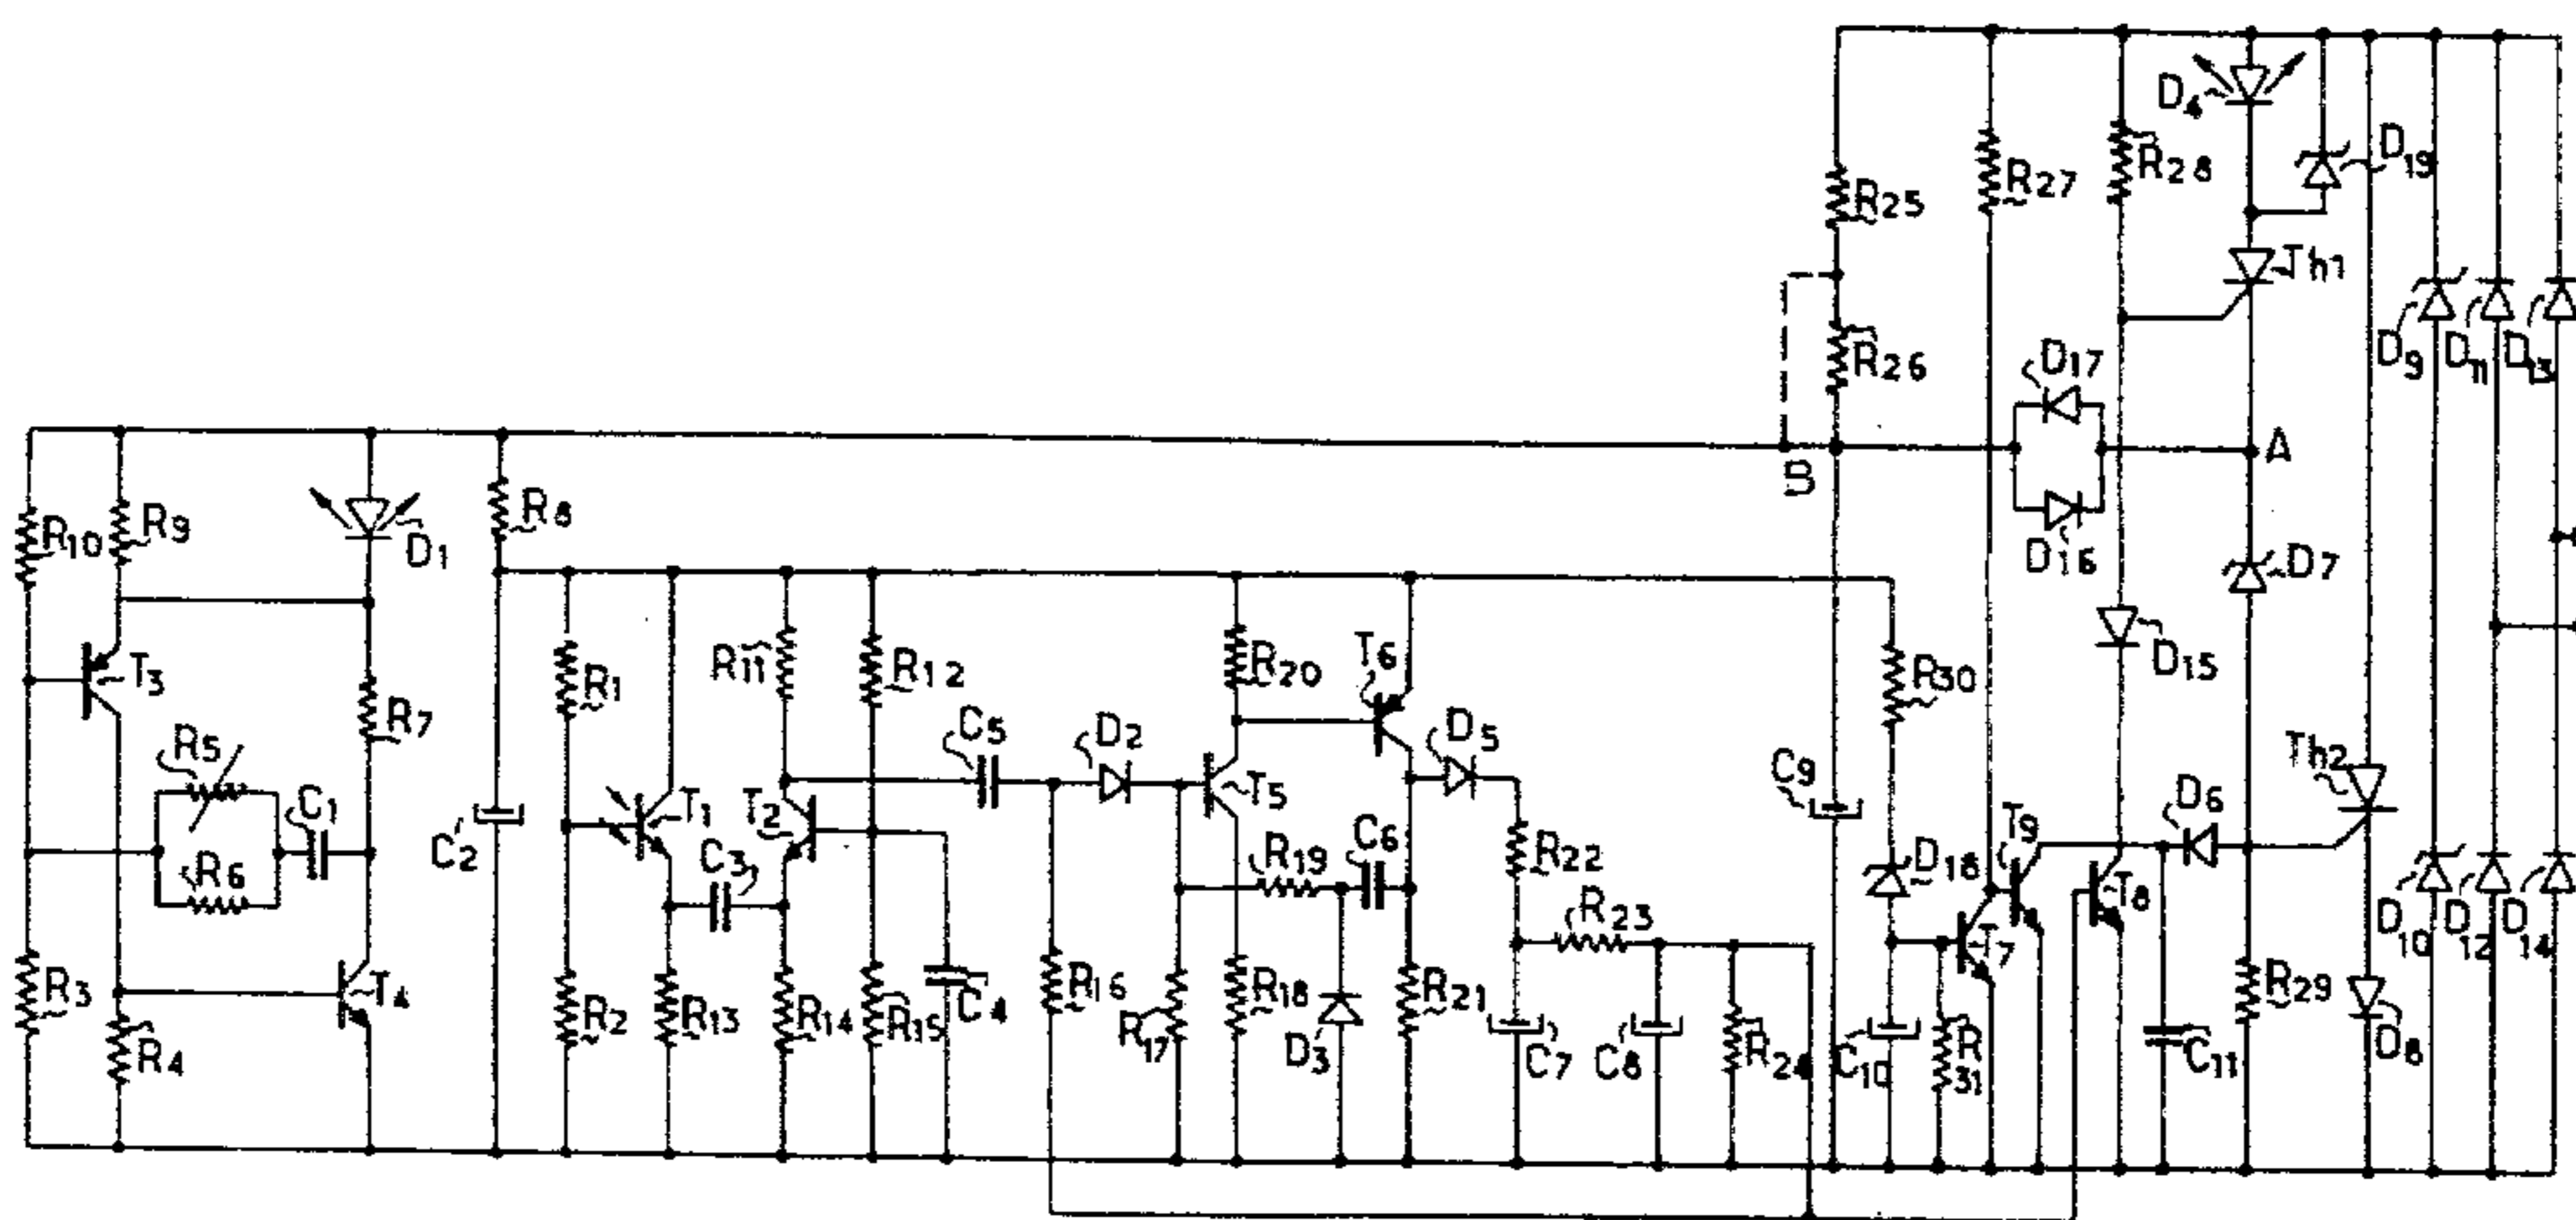 D4
D19
R25
R27
R28
Th1
R26
D17
D9
D11
D13
B
A
R10
R9
D1
R8
D16
D7
T3
R7
R1
R11
R12
R20
T6
R30
D15
R5
C1
C2
T1
T2
C5
D2
T5
D5
C9
Th2
R6
C3
R19
C6
R22
D18
T9
D6
T8
R3
T4
R23
T7
D10
D12
D14
R4
R2
R13
R14
R15
C4
R16
R17
R18
D3
R21
C7
C8
R24
C10
R31
C11
R29
D8